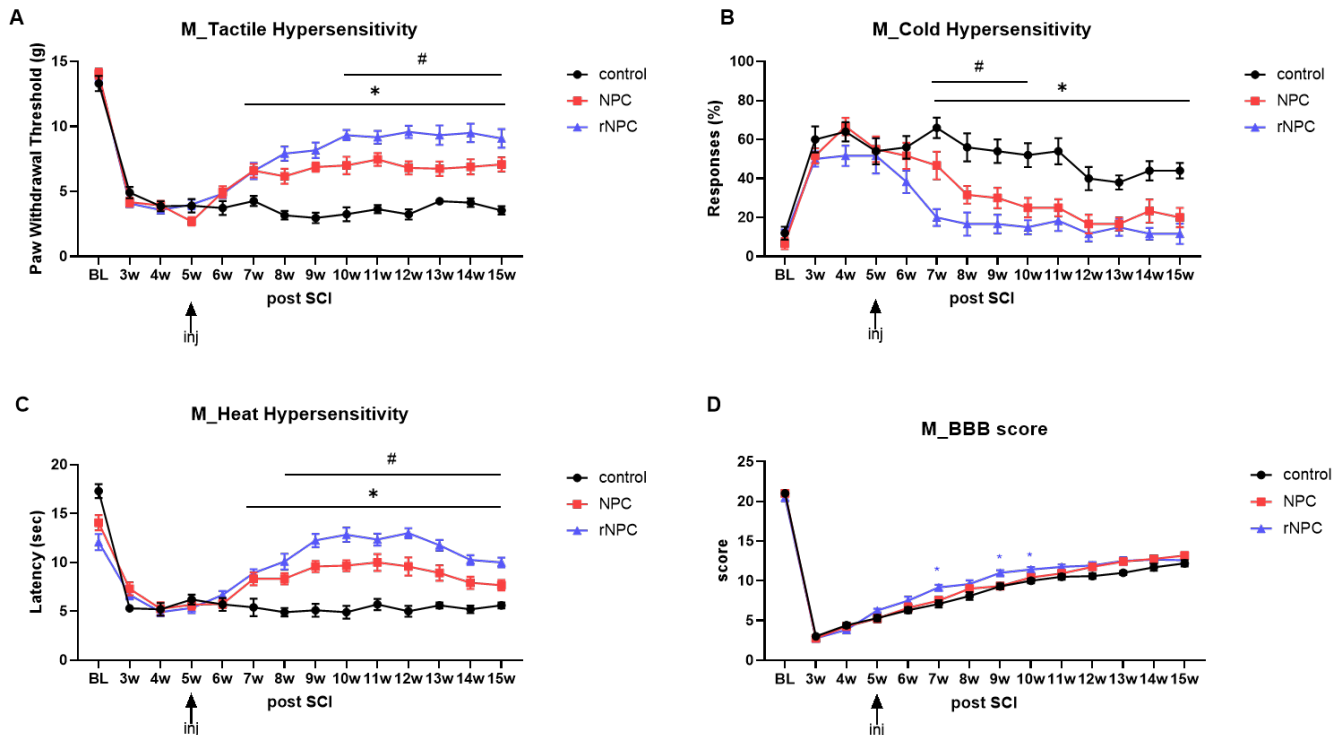 A
M_Tactile Hypersensitivity
#
*
Paw Withdrawal Threshold (g)
15
10
5
0
BL 3w 4w 5w 6w 7w 8w 9w 10w 11w 12w 13w 14w 15w
post SCI
inj
control
NPC
rNPC
B
M_Cold Hypersensitivity
#
*
Responses (%)
100
80
60
40
20
0
BL 3w 4w 5w 6w 7w 8w 9w 10w 11w 12w 13w 14w 15w
post SCI
inj
control
NPC
rNPC
C
M_Heat Hypersensitivity
#
*
Latency (sec)
20
15
10
5
0
BL 3w 4w 5w 6w 7w 8w 9w 10w 11w 12w 13w 14w 15w
post SCI
inj
control
NPC
rNPC
D
M_BBB score
* * *
score
25
20
15
10
5
0
BL 3w 4w 5w 6w 7w 8w 9w 10w 11w 12w 13w 14w 15w
post SCI
inj
control
NPC
rNPC